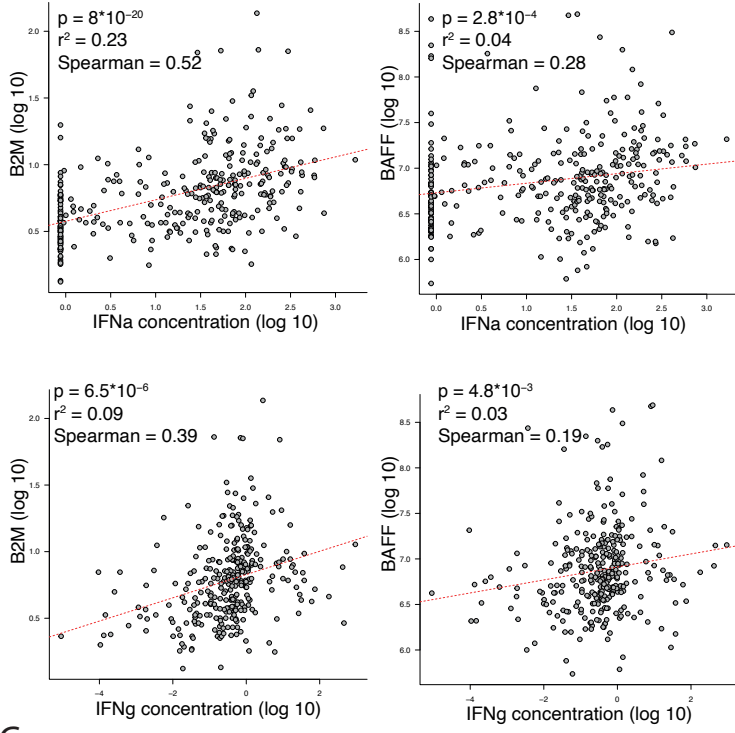 p = 8*10⁻²⁰
r² = 0.23
Spearman = 0.52
B2M (log 10)
2.0
1.5
1.0
0.5
0.0 0.5 1.0 1.5 2.0 2.5 3.0
IFNa concentration (log 10)
p = 2.8*10⁻⁴
r² = 0.04
Spearman = 0.28
BAFF (log 10)
8.5
8.0
7.5
7.0
6.5
6.0
0.0 0.5 1.0 1.5 2.0 2.5 3.0
IFNa concentration (log 10)
p = 6.5*10⁻⁶
r² = 0.09
Spearman = 0.39
B2M (log 10)
2.0
1.5
1.0
0.5
−4 −2 0 2
IFNg concentration (log 10)
p = 4.8*10⁻³
r² = 0.03
Spearman = 0.19
BAFF (log 10)
8.5
8.0
7.5
7.0
6.5
6.0
−4 −2 0 2
IFNg concentration (log 10)